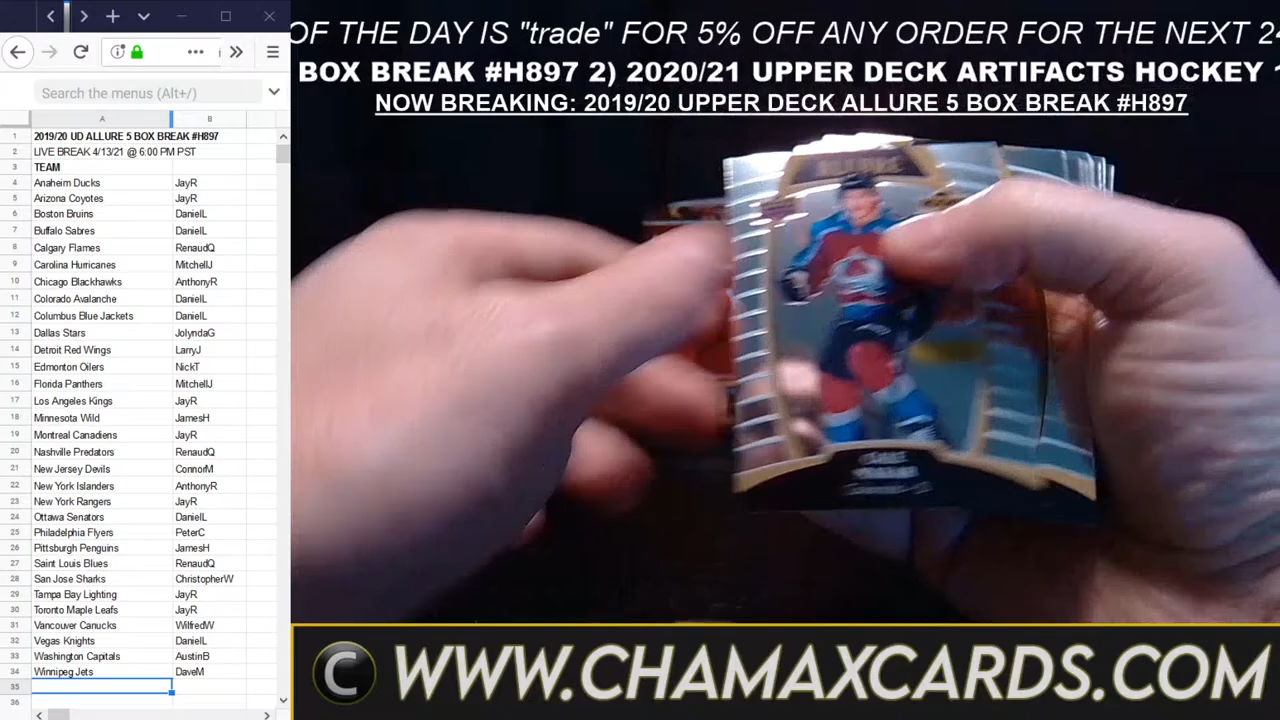 OF THE DAY IS "trade" FOR 5% OFF ANY ORDER FOR THE NEXT 24
BOX BREAK #H897 2) 2020/21 UPPER DECK ARTIFACTS HOCKEY 1
NOW BREAKING: 2019/20 UPPER DECK ALLURE 5 BOX BREAK #H897
Search the menus (Alt+/)
A B
1 2019/20 UD ALLURE 5 BOX BREAK #H897
2 LIVE BREAK 4/13/21 @ 6:00 PM PST
3 TEAM
4 Anaheim Ducks JayR
5 Arizona Coyotes JayR
6 Boston Bruins DanielL
7 Buffalo Sabres DanielL
8 Calgary Flames RenaudQ
9 Carolina Hurricanes MitchellJ
10 Chicago Blackhawks AnthonyR
11 Colorado Avalanche DanielL
12 Columbus Blue Jackets DanielL
13 Dallas Stars JolyndaG
14 Detroit Red Wings LarryJ
15 Edmonton Oilers NickT
16 Florida Panthers MitchellJ
17 Los Angeles Kings JayR
18 Minnesota Wild JamesH
19 Montreal Canadiens JayR
20 Nashville Predators RenaudQ
21 New Jersey Devils ConnorM
22 New York Islanders AnthonyR
23 New York Rangers JayR
24 Ottawa Senators DanielL
25 Philadelphia Flyers PeterC
26 Pittsburgh Penguins JamesH
27 Saint Louis Blues RenaudQ
28 San Jose Sharks ChristopherW
29 Tampa Bay Lighting JayR
30 Toronto Maple Leafs JayR
31 Vancouver Canucks WilfredW
32 Vegas Knights DanielL
33 Washington Capitals AustinB
34 Winnipeg Jets DaveM
35
36
ALLURE
C WWW.CHAMAXCARDS.COM